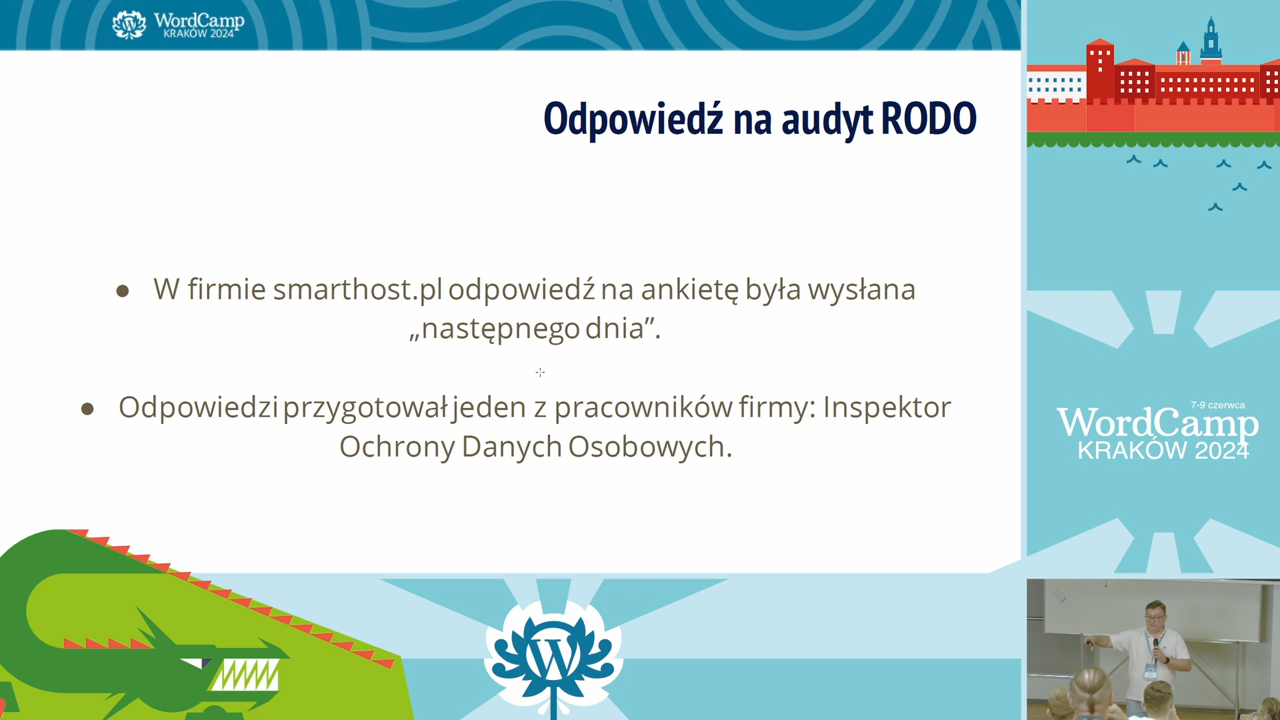 WordCamp
KRAKÓW 2024
Odpowiedź na audyt RODO
● W firmie smarthost.pl odpowiedź na ankietę była wysłana
„następnego dnia”.
● Odpowiedzi przygotował jeden z pracowników firmy: Inspektor
Ochrony Danych Osobowych.
7-9 czerwca
WordCamp
KRAKÓW 2024
W